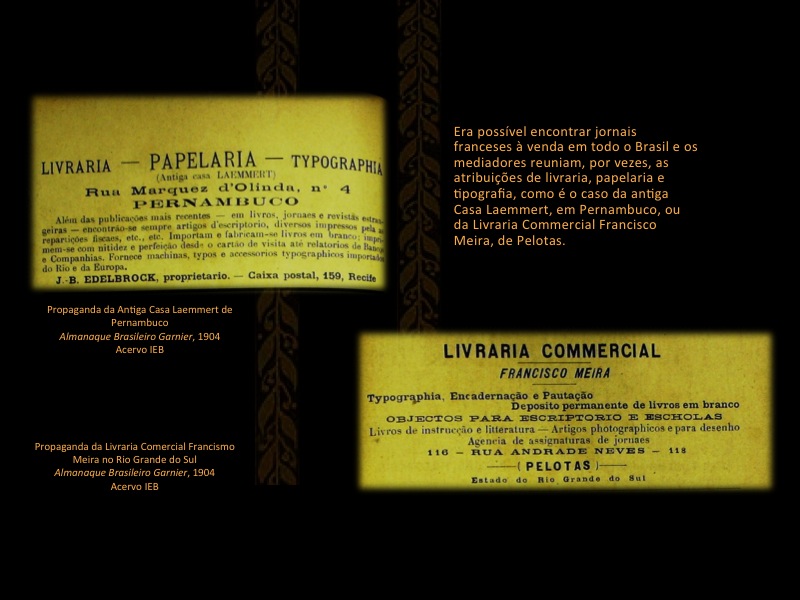 LIVRARIA — PAPELARIA — TYPOGRAPHIA
(Antiga casa LAEMMERT)
Rua Marquez d'Olinda, nº 4
PERNAMBUCO
Além das publicações mais recentes — em livros, jornaes e revistas estran-
geiras — encontrão-se sempre artigos d'escriptorio, diversos impressos pela as
repartições fiscaes, etc., etc. Importam e fabricam-se livros em branco; impri-
mem-se com nitidez e perfeição desde o cartão de visita até relatorios de Bancos
e Companhias. Fornece machinas, typos e accessorios typographicos importados
do Rio e da Europa.
J.-B. EDELBROCK, proprietario. — Caixa postal, 159, Recife
Propaganda da Antiga Casa Laemmert de
Pernambuco
Almanaque Brasileiro Garnier, 1904
Acervo IEB
Era possível encontrar jornais
franceses à venda em todo o Brasil e os
mediadores reuniam, por vezes, as
atribuições de livraria, papelaria e
tipografia, como é o caso da antiga
Casa Laemmert, em Pernambuco, ou
da Livraria Commercial Francisco
Meira, de Pelotas.
LIVRARIA COMMERCIAL
FRANCISCO MEIRA
Typographia, Encadernação e Pautação
Deposito permanente de livros em branco
OBJECTOS PARA ESCRIPTORIO E ESCHOLAS
Livros de instrucção e litteratura — Artigos photographicos e para desenho
Agencia de assignaturas de jornaes
116 — RUA ANDRADE NEVES — 118
( PELOTAS )
Estado do Rio Grande do Sul
Propaganda da Livraria Comercial Francismo
Meira no Rio Grande do Sul
Almanaque Brasileiro Garnier, 1904
Acervo IEB